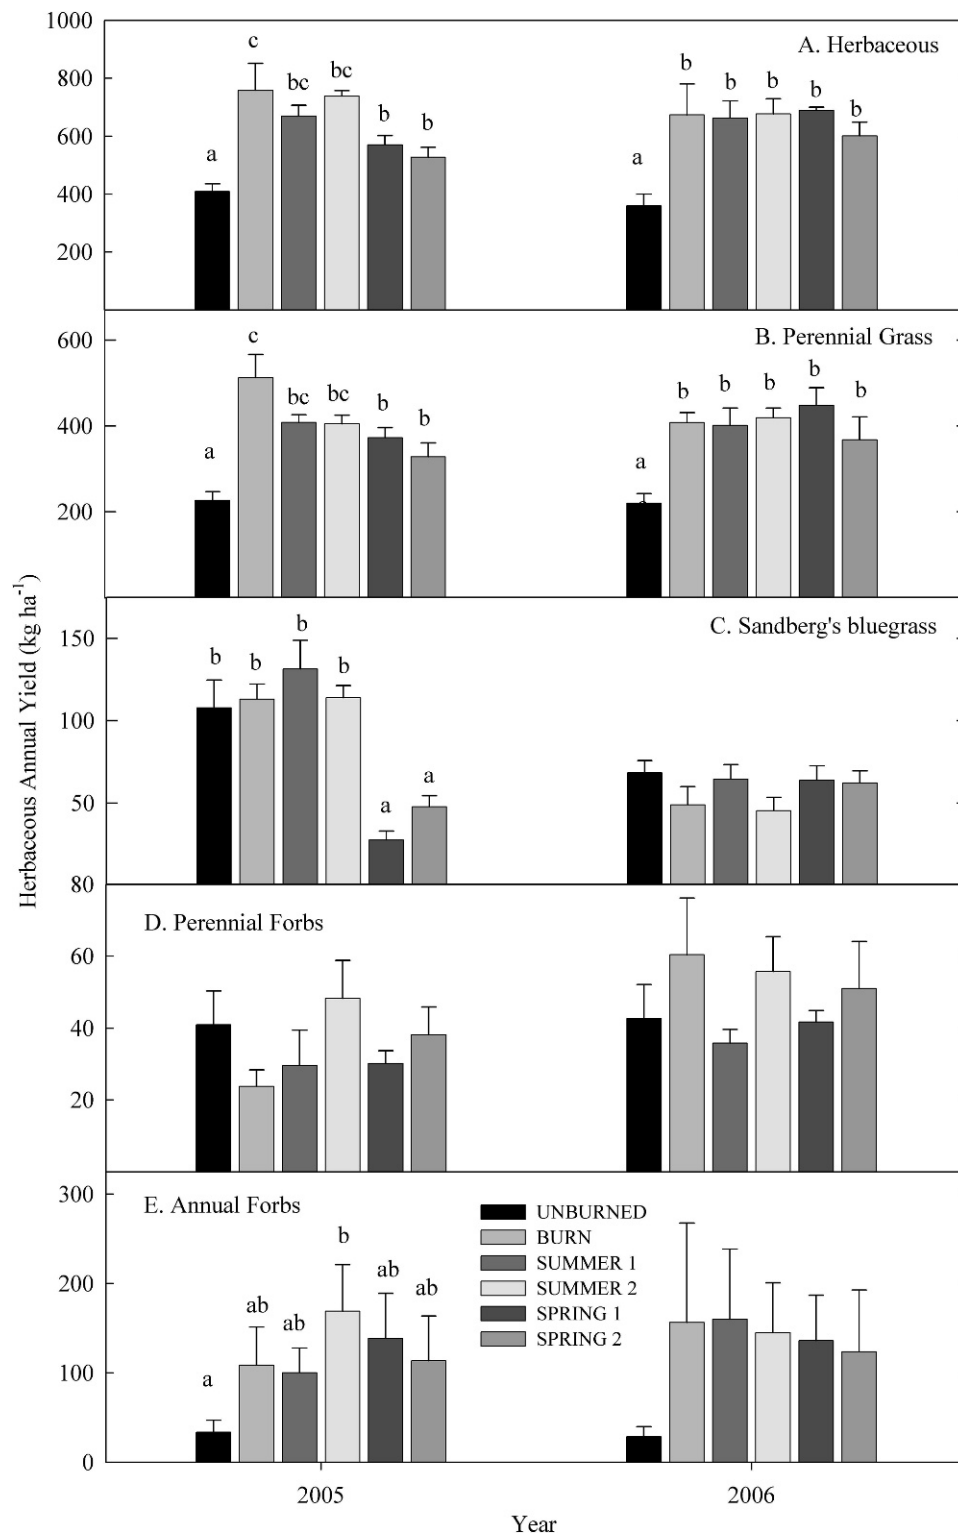 1000
A. Herbaceous
c
bc
bc
b
b
a
b
b
b
b
b
a
800
600
400
200
B. Perennial Grass
c
bc
bc
b
b
a
b
b
b
b
b
a
600
400
200
C. Sandberg's bluegrass
b
b
b
b
a
a
150
100
50
Herbaceous Annual Yield (kg ha-1)
80
D. Perennial Forbs
60
40
20
E. Annual Forbs
a
ab
ab
b
ab
ab
UNBURNED
BURN
SUMMER 1
SUMMER 2
SPRING 1
SPRING 2
300
200
100
0
2005
2006
Year